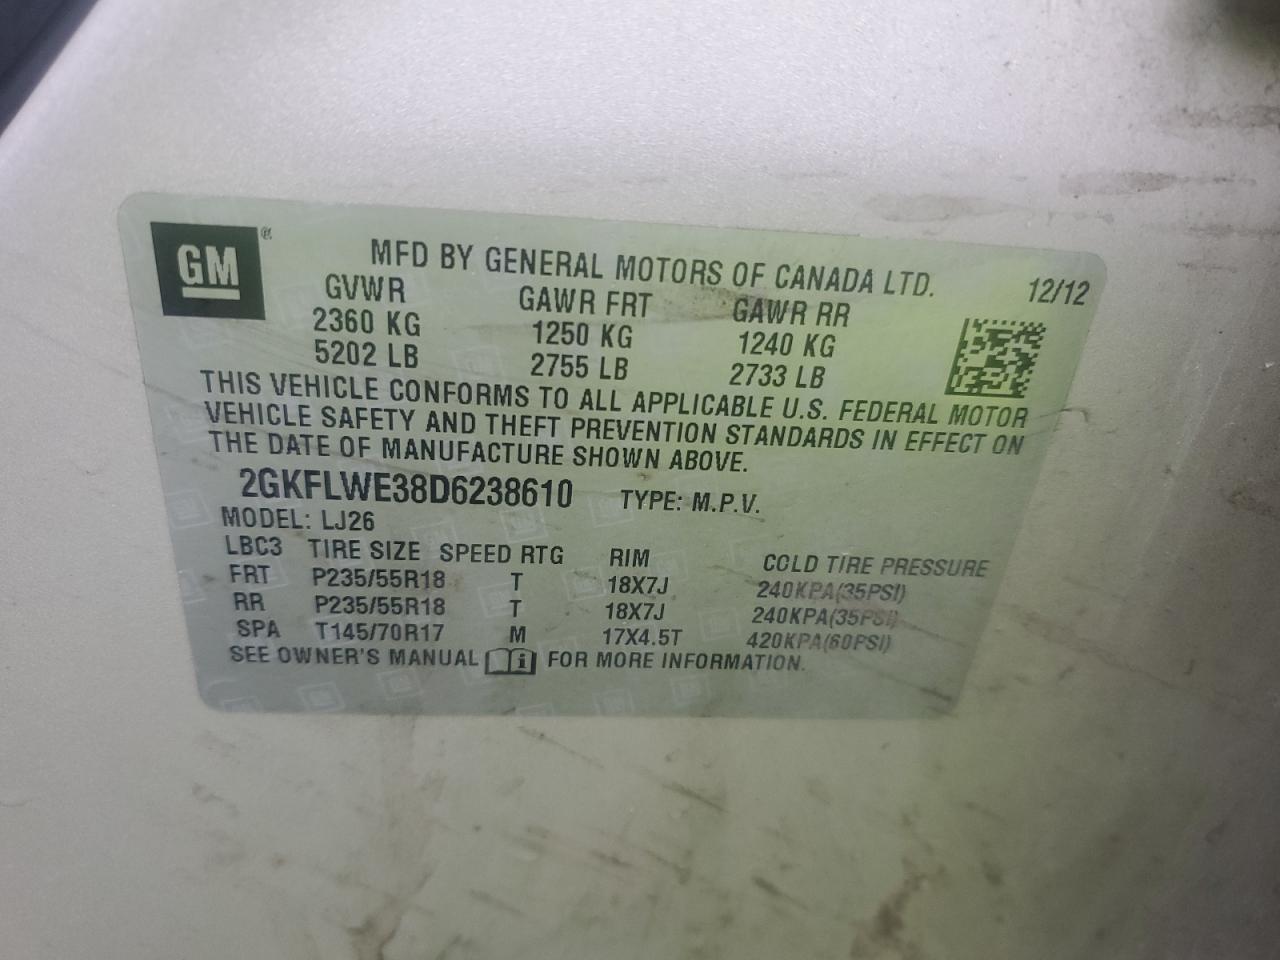 GM®
MFD BY GENERAL MOTORS OF CANADA LTD. 12/12
GVWR GAWR FRT GAWR RR
2360 KG 1250 KG 1240 KG
5202 LB 2755 LB 2733 LB
THIS VEHICLE CONFORMS TO ALL APPLICABLE U.S. FEDERAL MOTOR
VEHICLE SAFETY AND THEFT PREVENTION STANDARDS IN EFFECT ON
THE DATE OF MANUFACTURE SHOWN ABOVE.
2GKFLWE38D6238610 TYPE: M.P.V.
MODEL: LJ26
LBC3 TIRE SIZE SPEED RTG RIM COLD TIRE PRESSURE
FRT P235/55R18 T 18X7J 240KPA(35PSI)
RR P235/55R18 T 18X7J 240KPA(35PSI)
SPA T145/70R17 M 17X4.5T 420KPA(60PSI)
SEE OWNER'S MANUAL i FOR MORE INFORMATION.